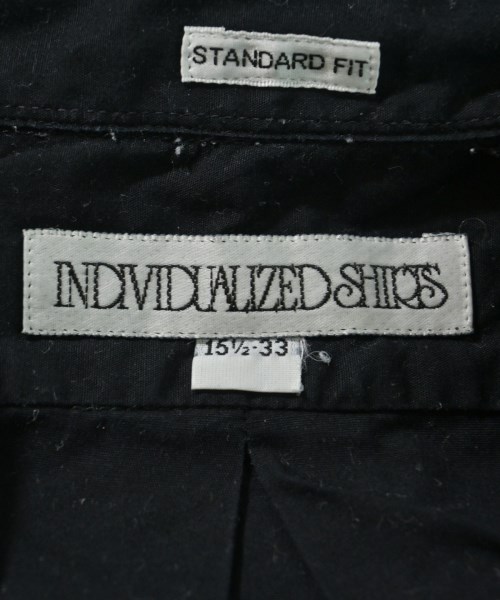 STANDARD FIT
INDIVIDUALIZED SHIRTS
15½-33